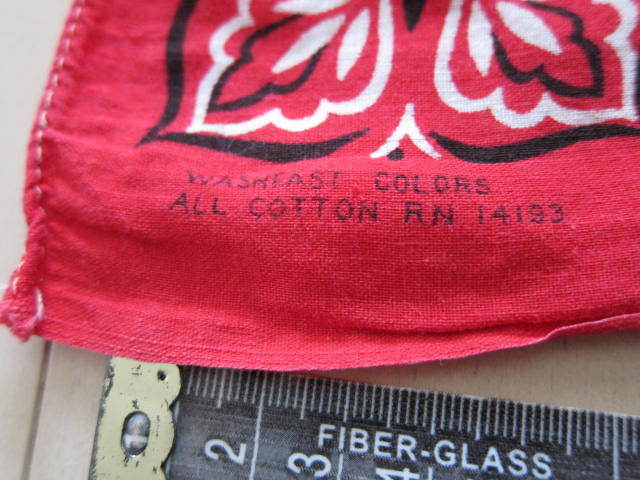 WASHFAST COLORS
ALL COTTON RN 14193
FIBER-GLASS
2 3 4